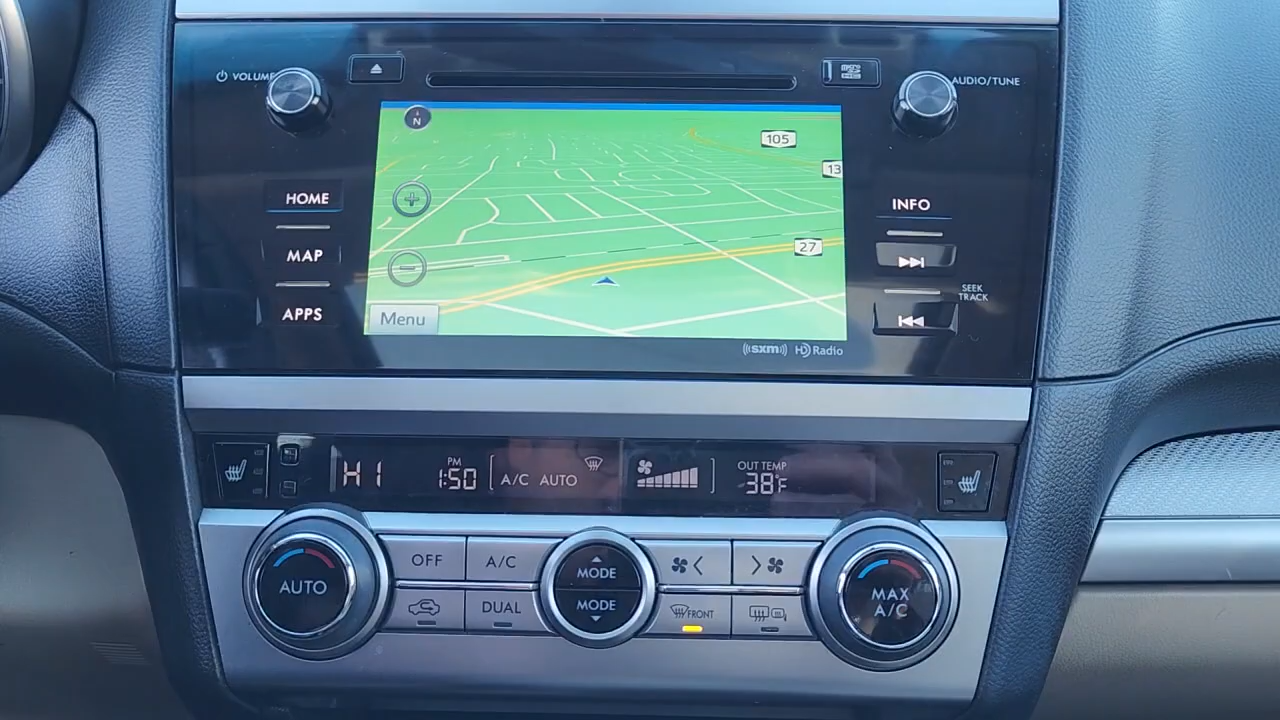 VOLUME
AUDIO/TUNE
microSD
N
105
13
HOME
INFO
27
MAP
SEEK
TRACK
APPS
Menu
((sxm)) HD Radio
HI
PM
1:50
A/C AUTO
OUT TEMP
38°F
OFF
A/C
MODE
AUTO
MAX
A/C
DUAL
MODE
FRONT